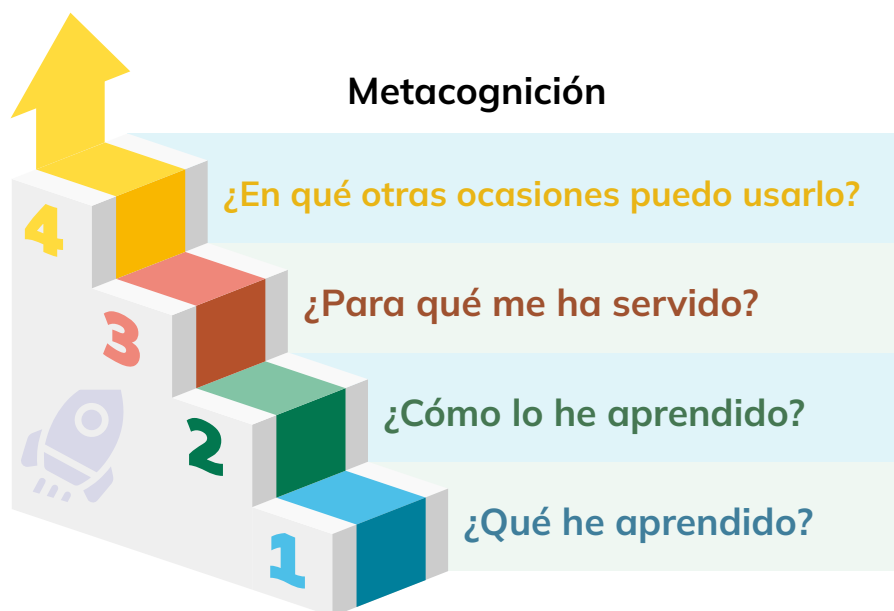 Metacognición
4
¿En qué otras ocasiones puedo usarlo?
3
¿Para qué me ha servido?
2
¿Cómo lo he aprendido?
1
¿Qué he aprendido?